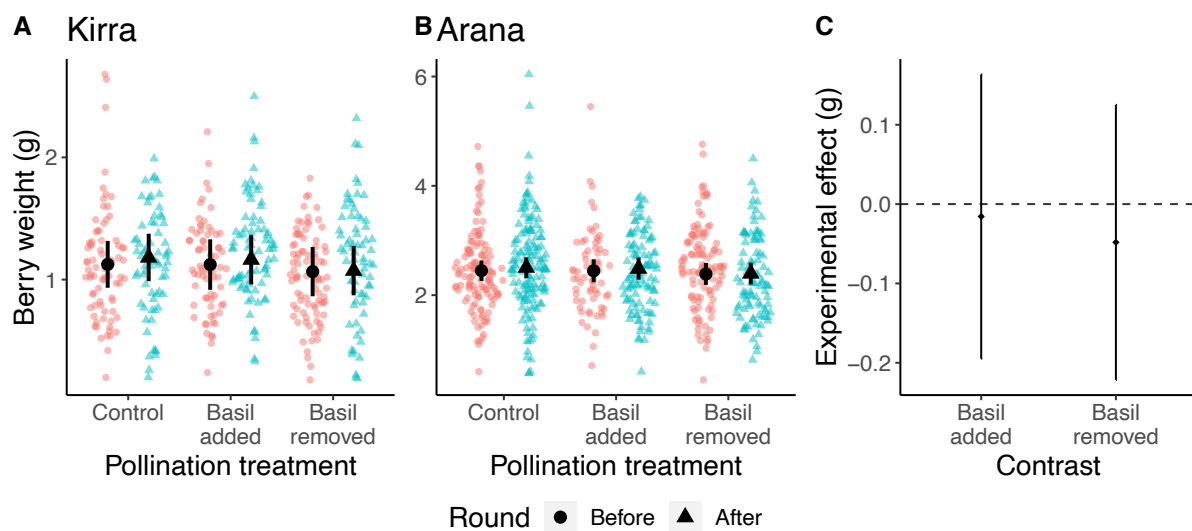 A Kirra
Berry weight (g)
2
1
Control
Basil added
Basil removed
Pollination treatment
B Arana
6
4
2
Control
Basil added
Basil removed
Pollination treatment
C
Experimental effect (g)
0.1
0.0
−0.1
−0.2
Basil added
Basil removed
Contrast
Round Before After